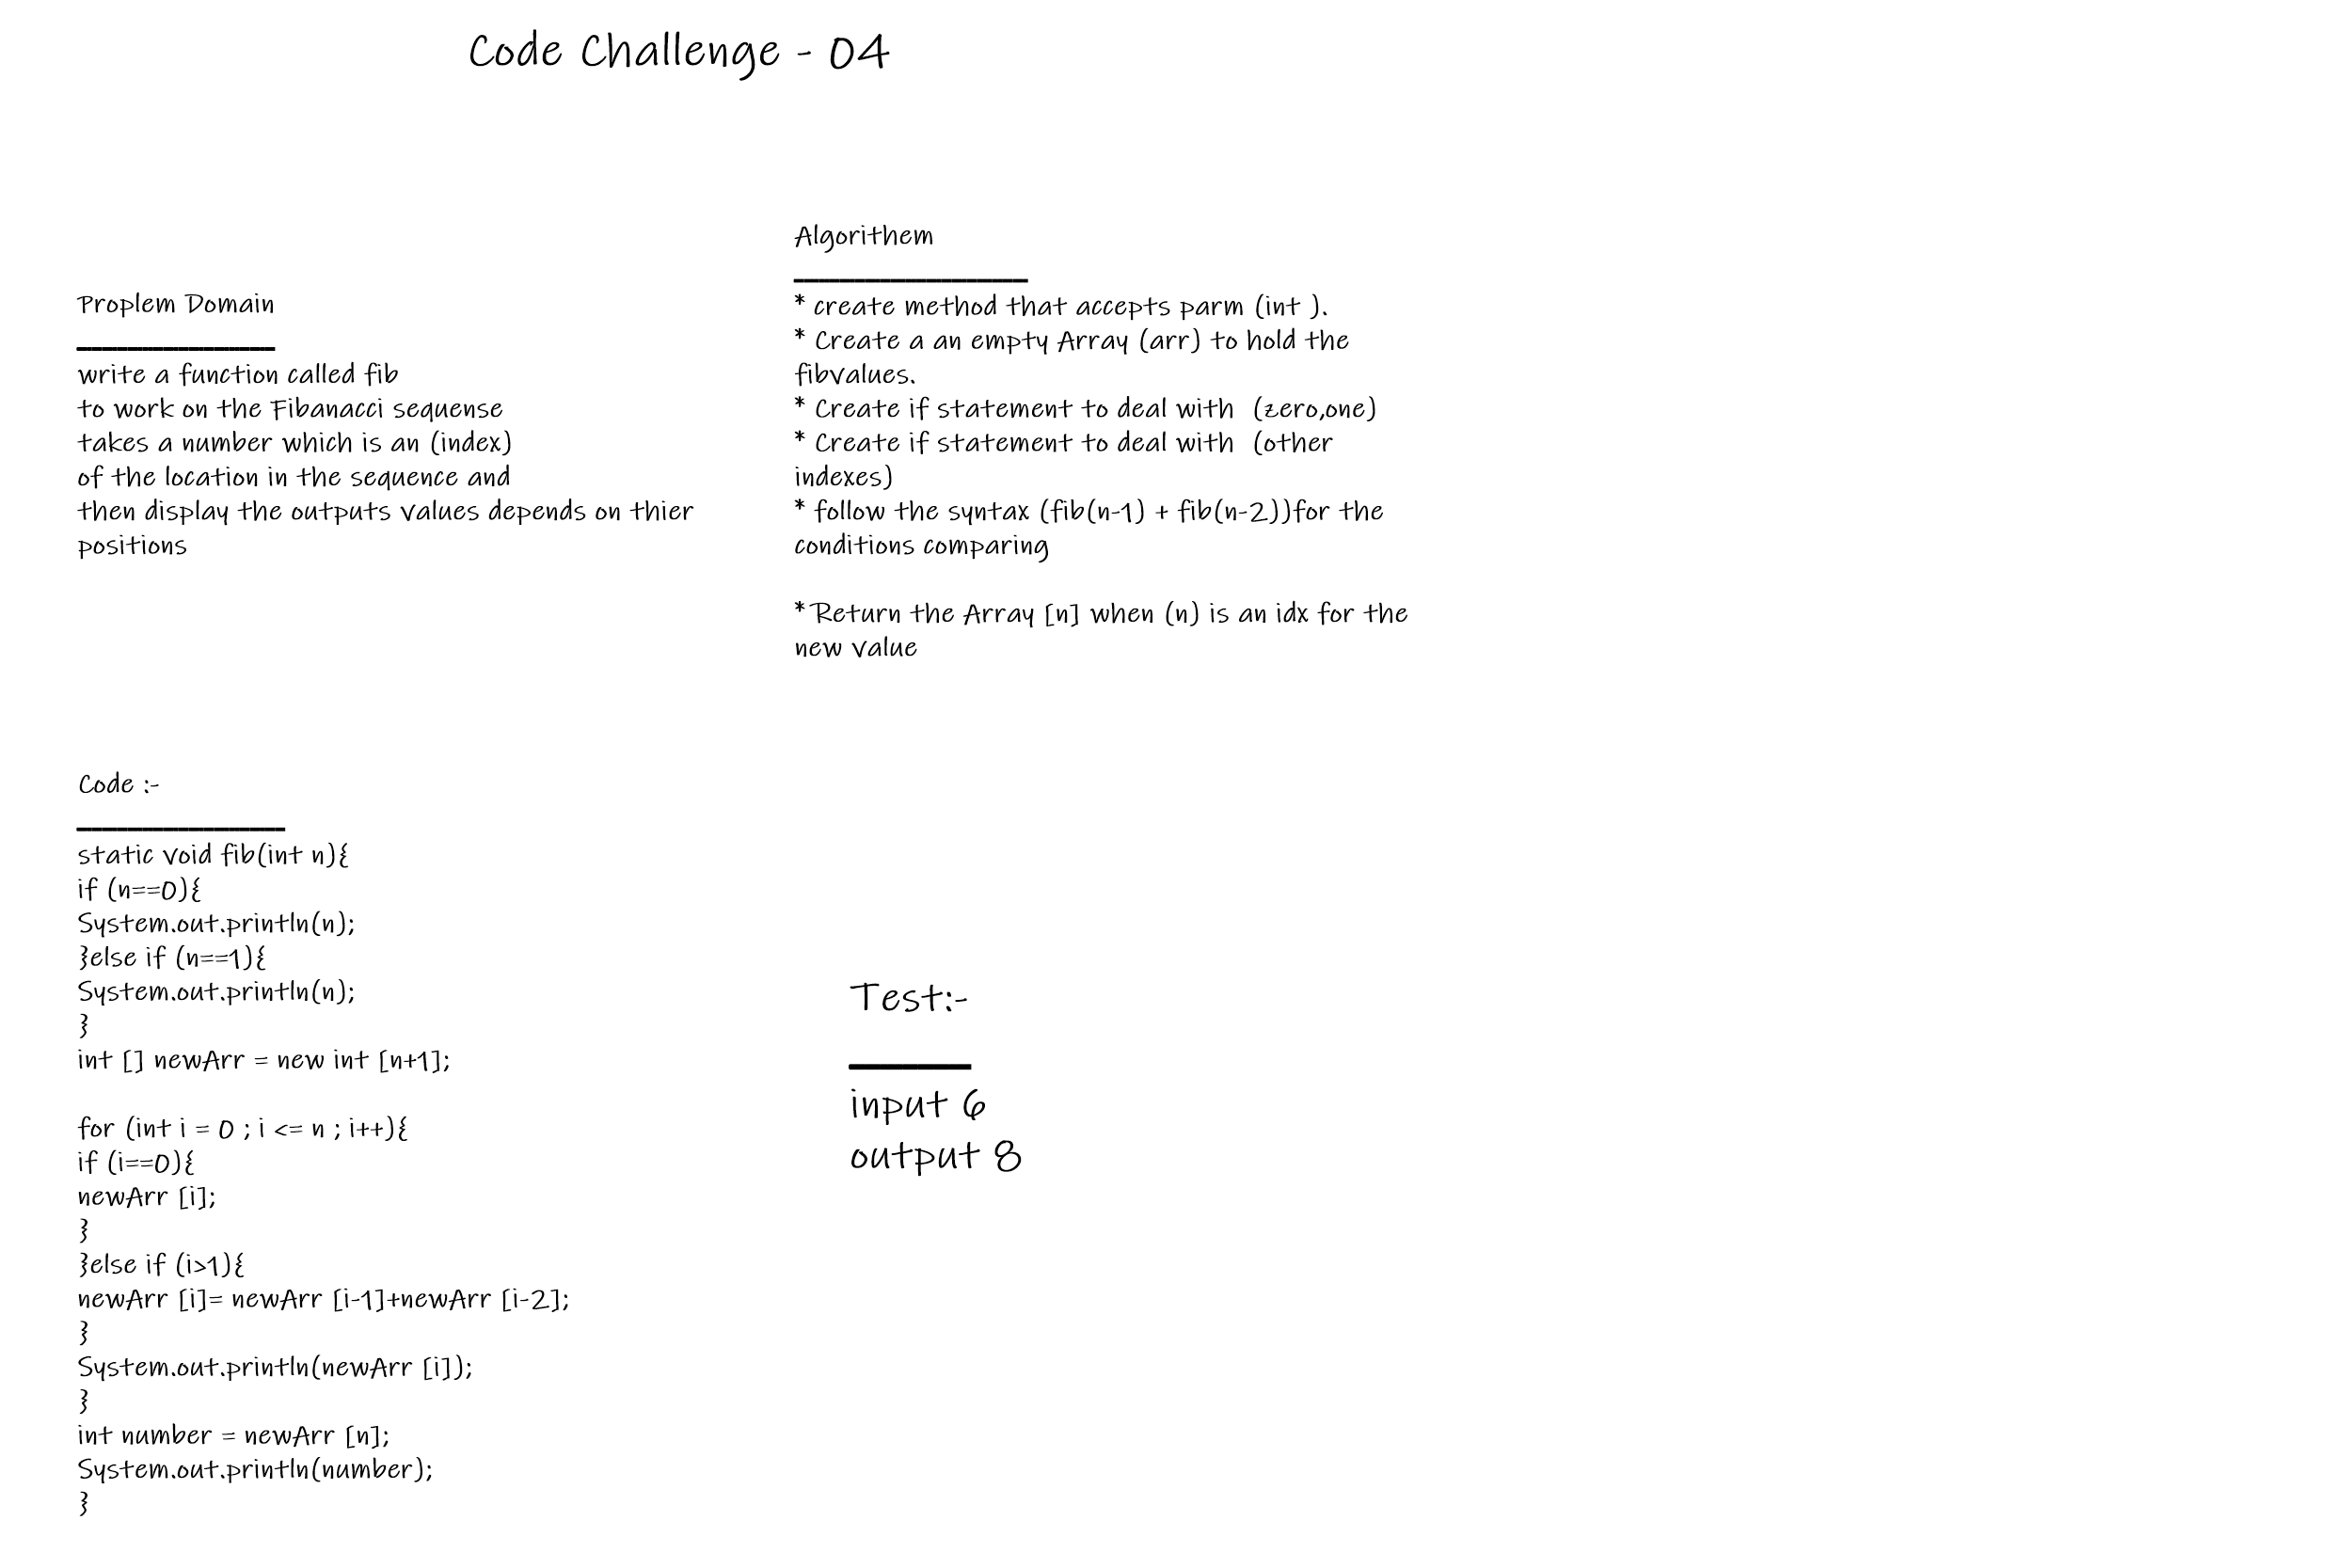 Code Challenge - 04
Proplem Domain
write a function called fib
to work on the Fibanacci sequense
takes a number which is an (index)
of the location in the sequence and
then display the outputs values depends on thier
positions
Algorithem
* create method that accepts parm (int ).
* Create a an empty Array (arr) to hold the
fibvalues.
* Create if statement to deal with  (zero,one)
* Create if statement to deal with  (other
indexes)
* follow the syntax (fib(n-1) + fib(n-2))for the
conditions comparing
*Return the Array [n] when (n) is an idx for the
new value
Code :-
static void fib(int n){
if (n==0){
System.out.println(n);
}else if (n==1){
System.out.println(n);
}
int [] newArr = new int [n+1];
for (int i = 0 ; i <= n ; i++){
if (i==0){
newArr [i];
}
}else if (i>1){
newArr [i]= newArr [i-1]+newArr [i-2];
}
System.out.println(newArr [i]);
}
int number = newArr [n];
System.out.println(number);
}
Test:-
input 6
output 8